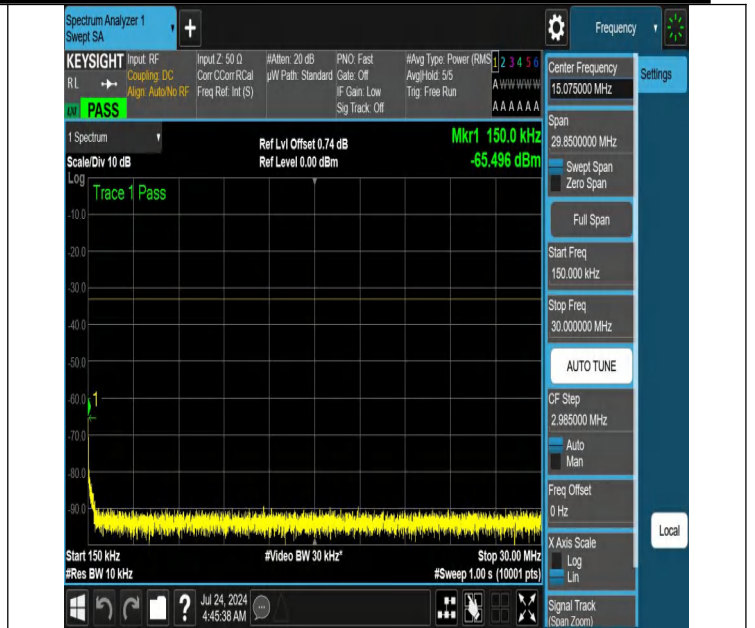 Spectrum Analyzer 1
Swept SA
+
Frequency
KEYSIGHT
RL
PASS
Input: RF
Coupling: DC
Align: Auto/No RF
Input Z: 50 Ω
Corr CCorr RCal
Freq Ref: Int (S)
#Atten: 20 dB
µW Path: Standard
PNO: Fast
Gate: Off
IF Gain: Low
Sig Track: Off
#Avg Type: Power (RMS
Avg|Hold: 5/5
Trig: Free Run
1 2 3 4 5 6
A W W W W W
A A A A A A
1 Spectrum
Scale/Div 10 dB
Ref Lvl Offset 0.74 dB
Ref Level 0.00 dBm
Mkr1 150.0 kHz
-65.496 dBm
Log
Trace 1 Pass
-10.0
-20.0
-30.0
-40.0
-50.0
-60.0
1
-70.0
-80.0
-90.0
Start 150 kHz
#Res BW 10 kHz
#Video BW 30 kHz*
Stop 30.00 MHz
#Sweep 1.00 s (10001 pts)
?
Jul 24, 2024
4:45:38 AM
Center Frequency
15.075000 MHz
Settings
Span
29.8500000 MHz
Swept Span
Zero Span
Full Span
Start Freq
150.000 kHz
Stop Freq
30.000000 MHz
AUTO TUNE
CF Step
2.985000 MHz
Auto
Man
Freq Offset
0 Hz
X Axis Scale
Log
Lin
Local
Signal Track
(Span Zoom)